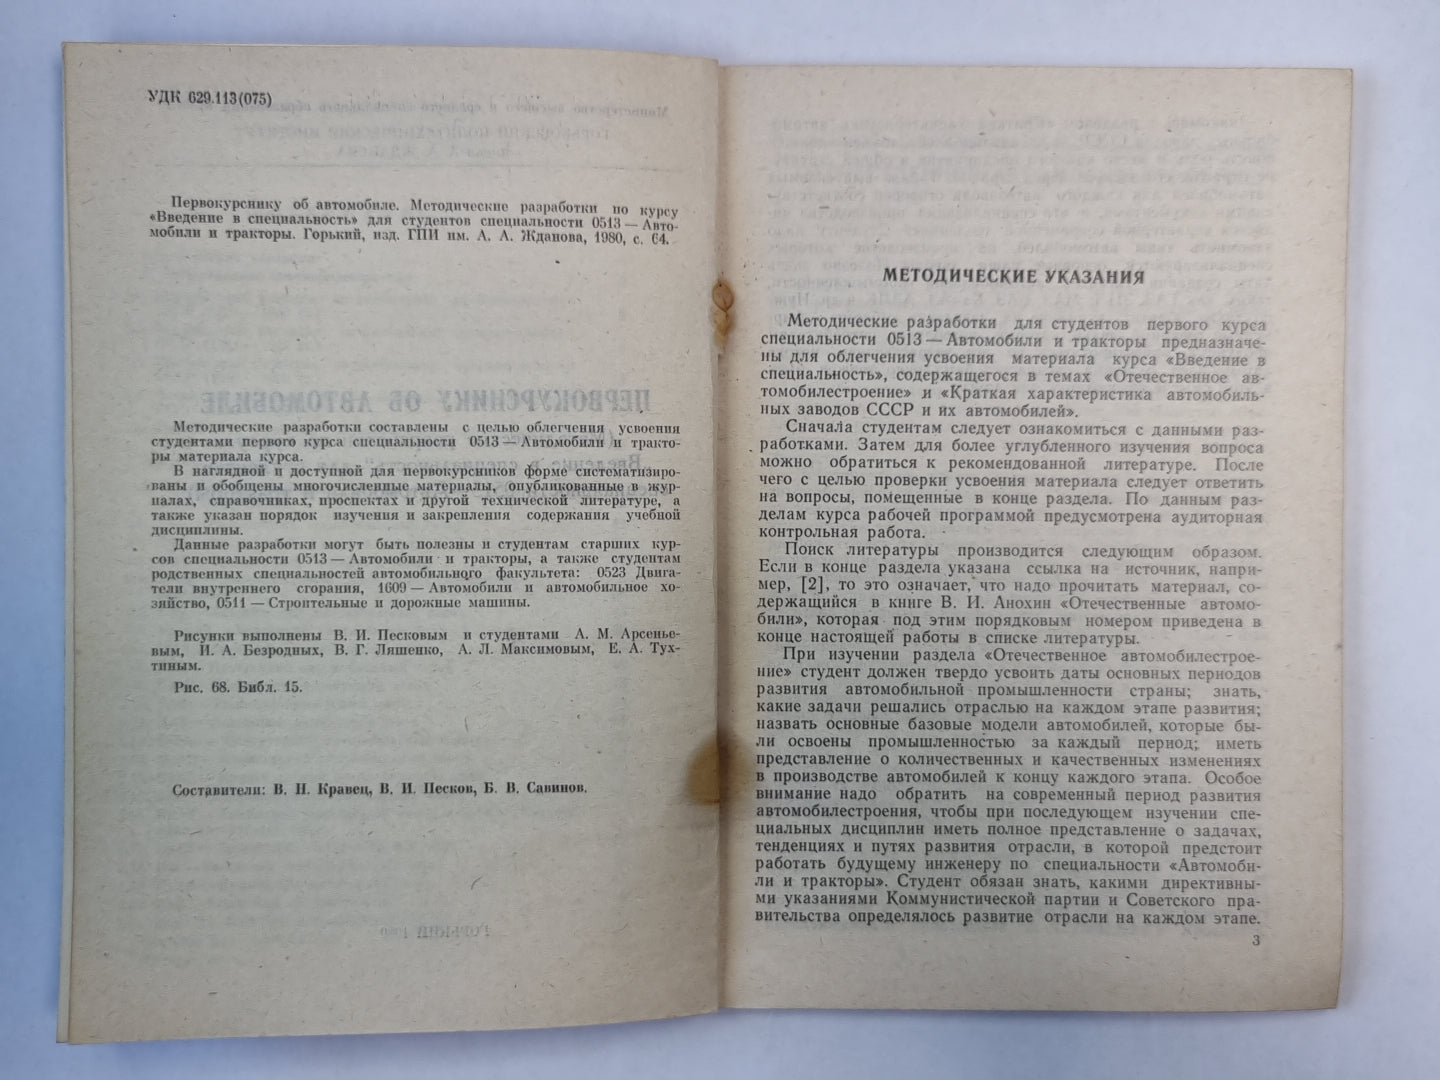 УДК 629.113(075)
Первокурснику об автомобиле. Методические разработки по курсу
«Введение в специальность» для студентов специальности 0513 — Авто-
мобили и тракторы. Горький, изд. ГПИ им. А. А. Жданова, 1980, с. 64.
Методические разработки составлены с целью облегчения усвоения
студентами первого курса специальности 0513 — Автомобили и тракто-
ры материала курса.
В наглядной и доступной для первокурсников форме систематизиро-
ваны и обобщены многочисленные материалы, опубликованные в жур-
налах, справочниках, проспектах и другой технической литературе, а
также указан порядок изучения и закрепления содержания учебной
дисциплины.
Данные разработки могут быть полезны и студентам старших кур-
сов специальности 0513 — Автомобили и тракторы, а также студентам
родственных специальностей автомобильного факультета: 0523 Двига-
тели внутреннего сгорания, 1609 — Автомобили и автомобильное хо-
зяйство, 0511 — Строительные и дорожные машины.
Рисунки выполнены В. И. Песковым и студентами А. М. Арсенье-
вым, И. А. Безродных, В. Г. Ляшенко, А. Л. Максимовым, Е. А. Тух-
тиным.
Рис. 68. Библ. 15.
Составители: В. Н. Кравец, В. И. Песков, Б. В. Савинов.
МЕТОДИЧЕСКИЕ УКАЗАНИЯ
Методические разработки для студентов первого курса
специальности 0513 — Автомобили и тракторы предназначе-
ны для облегчения усвоения материала курса «Введение в
специальность», содержащегося в темах «Отечественное ав-
томобилестроение» и «Краткая характеристика автомобиль-
ных заводов СССР и их автомобилей».
Сначала студентам следует ознакомиться с данными раз-
работками. Затем для более углубленного изучения вопроса
можно обратиться к рекомендованной литературе. После
чего с целью проверки усвоения материала следует ответить
на вопросы, помещенные в конце раздела. По данным раз-
делам курса рабочей программой предусмотрена аудиторная
контрольная работа.
Поиск литературы производится следующим образом.
Если в конце раздела указана ссылка на источник, напри-
мер, [2], то это означает, что надо прочитать материал, со-
держащийся в книге В. И. Анохин «Отечественные автомо-
били», которая под этим порядковым номером приведена в
конце настоящей работы в списке литературы.
При изучении раздела «Отечественное автомобилестрое-
ние» студент должен твердо усвоить даты основных периодов
развития автомобильной промышленности страны; знать,
какие задачи решались отраслью на каждом этапе развития;
назвать основные базовые модели автомобилей, которые бы-
ли освоены промышленностью за каждый период; иметь
представление о количественных и качественных изменениях
в производстве автомобилей к концу каждого этапа. Особое
внимание надо обратить на современный период развития
автомобилестроения, чтобы при последующем изучении спе-
циальных дисциплин иметь полное представление о задачах,
тенденциях и путях развития отрасли, в которой предстоит
работать будущему инженеру по специальности «Автомоби-
ли и тракторы». Студент обязан знать, какими директивны-
ми указаниями Коммунистической партии и Советского пра-
вительства определялось развитие отрасли на каждом этапе.
3